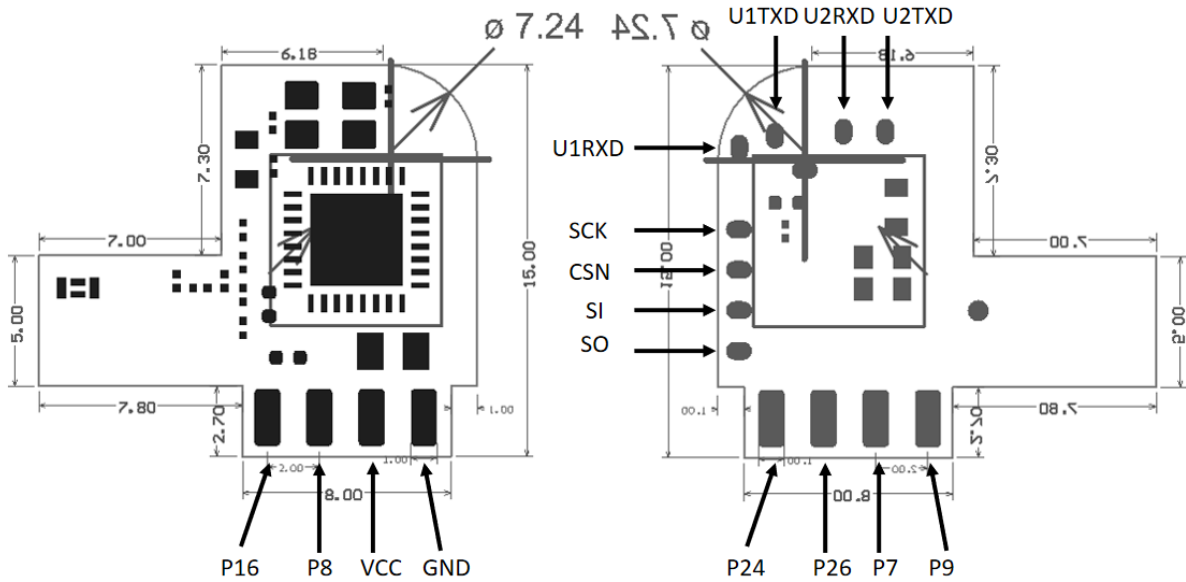 U1TXD U2RXD U2TXD
ø 7.24
ø 7.24
6.18
6.18
7.30
7.30
U1RXD
7.00
7.00
SCK
15.00
15.00
CSN
5.00
5.00
SI
SO
7.80
7.80
2.70
2.70
1.00
1.00
1.00
1.00
2.00
2.00
8.00
8.00
P16 P8 VCC GND
P24 P26 P7 P9